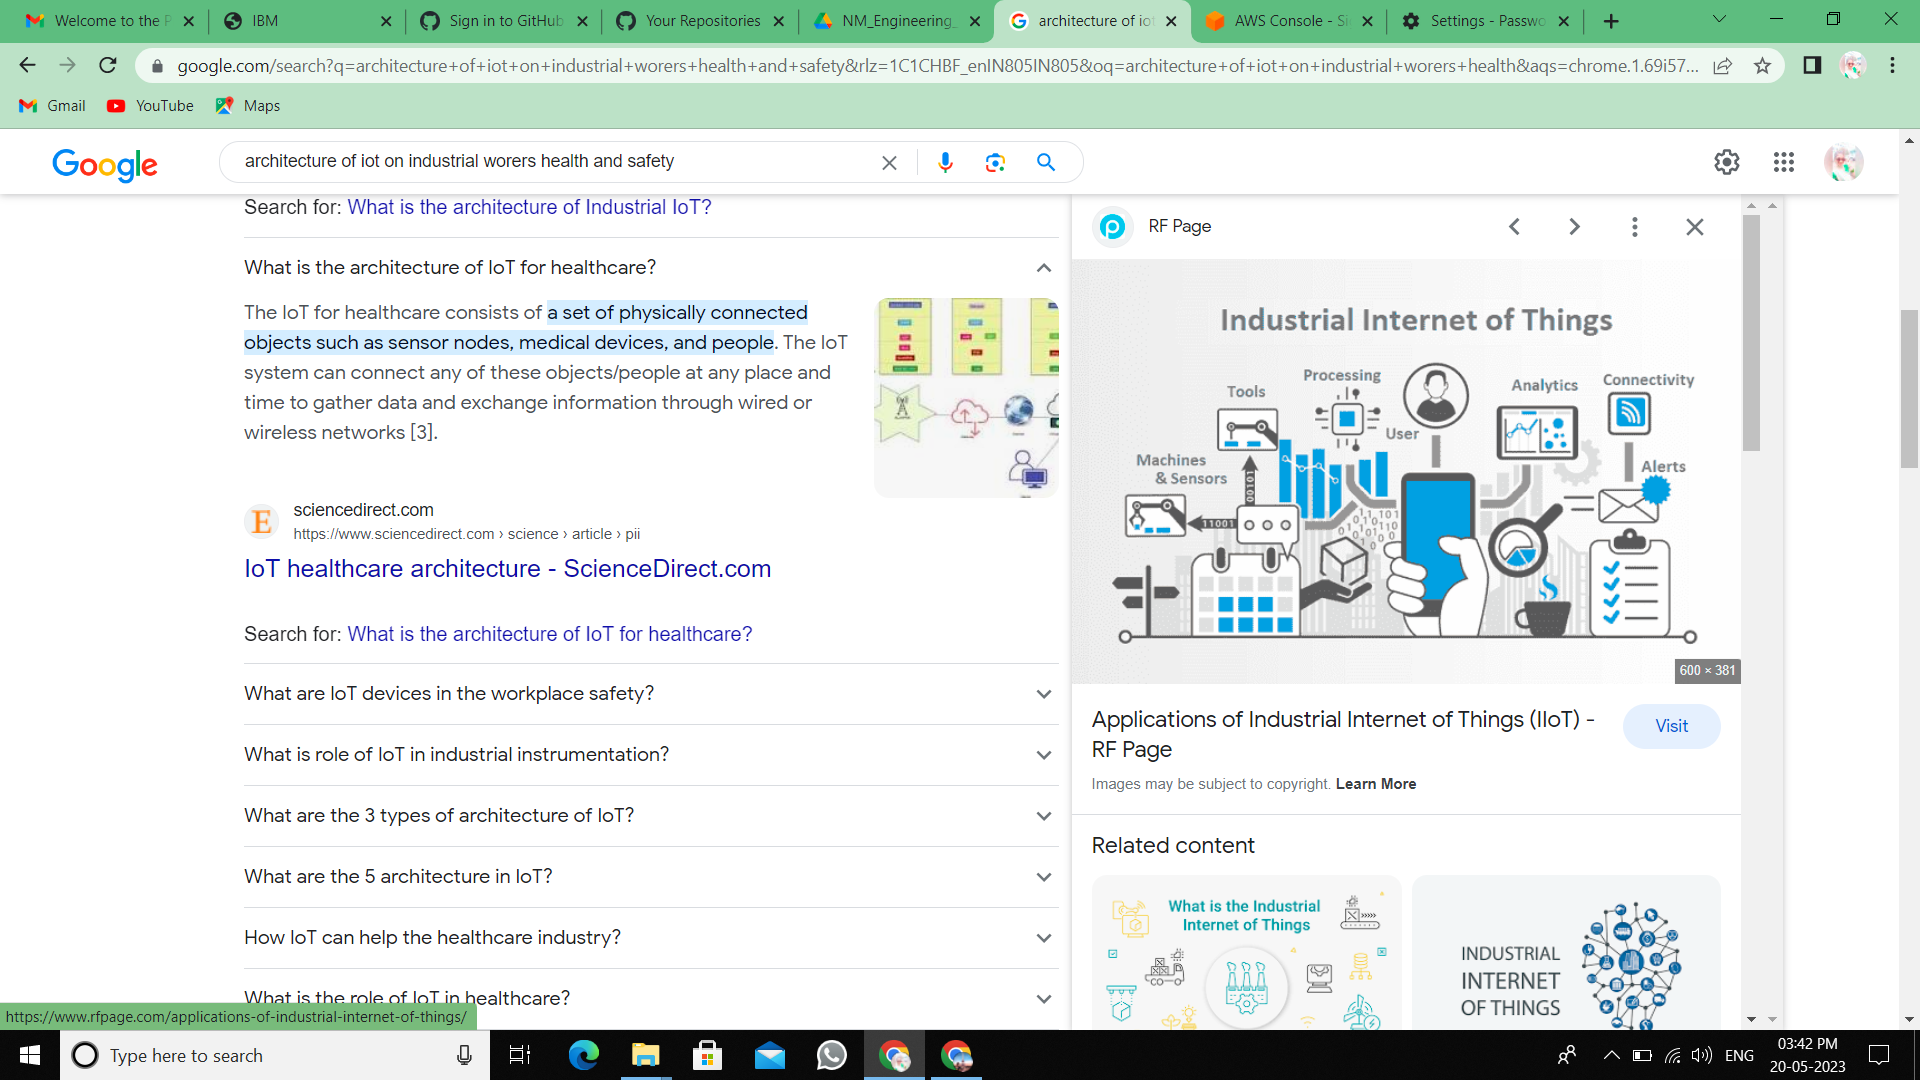 Welcome to the P
IBM
Sign in to GitHub
Your Repositories
NM_Engineering_
architecture of iot
AWS Console - Si
Settings - Passwo
google.com/search?q=architecture+of+iot+on+industrial+worers+health+and+safety&rlz=1C1CHBF_enIN805IN805&oq=architecture+of+iot+on+industrial+worers+health&aqs=chrome.1.69i57...
Gmail
YouTube
Maps
Google
architecture of iot on industrial worers health and safety
Search for: What is the architecture of Industrial IoT?
What is the architecture of IoT for healthcare?
The IoT for healthcare consists of a set of physically connected
objects such as sensor nodes, medical devices, and people. The IoT
system can connect any of these objects/people at any place and
time to gather data and exchange information through wired or
wireless networks [3].
E
sciencedirect.com
https://www.sciencedirect.com › science › article › pii
IoT healthcare architecture - ScienceDirect.com
Search for: What is the architecture of IoT for healthcare?
What are IoT devices in the workplace safety?
What is role of IoT in industrial instrumentation?
What are the 3 types of architecture of IoT?
What are the 5 architecture in IoT?
How IoT can help the healthcare industry?
What is the role of IoT in healthcare?
https://www.rfpage.com/applications-of-industrial-internet-of-things/
RF Page
Industrial Internet of Things
Tools
Processing
User
Analytics
Connectivity
Machines
& Sensors
Alerts
10100
11001
600 × 381
Applications of Industrial Internet of Things (IIoT) -
RF Page
Visit
Images may be subject to copyright. Learn More
Related content
What is the Industrial
Internet of Things
INDUSTRIAL
INTERNET
OF THINGS
Type here to search
ENG
03:42 PM
20-05-2023